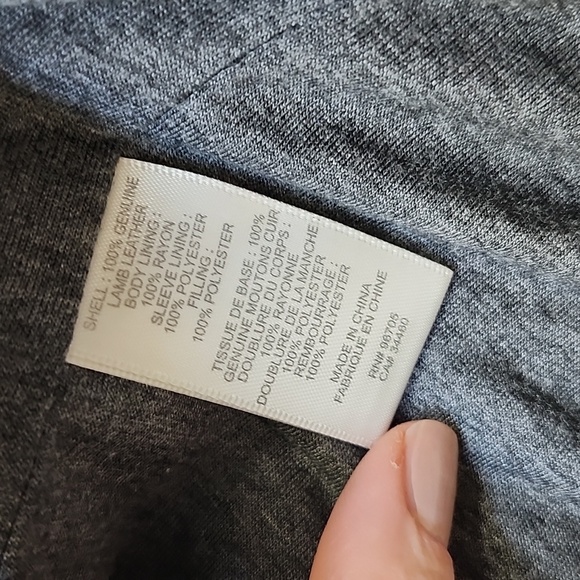 SHELL : 100% GENUINE
LAMB LEATHER
BODY LINING :
100% RAYON
SLEEVE LINING :
100% POLYESTER
FILLING :
100% POLYESTER
TISSUE DE BASE : 100%
GENUINE MOUTONS CUIR
DOUBLURE DU CORPS :
100% RAYONNE
DOUBLURE DE LA MANCHE :
100% POLYESTER
REMBOURRAGE :
100% POLYESTER
MADE IN CHINA
FABRIQUE EN CHINE
RN# 96705
CA# 34460